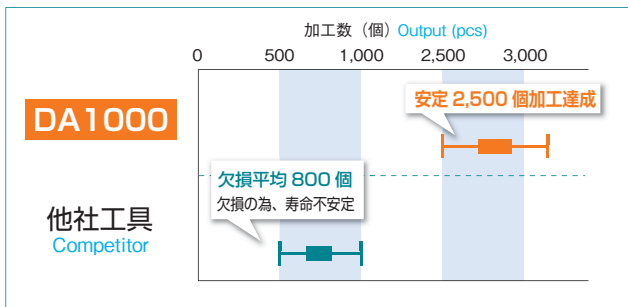 加工数（個）Output (pcs)
0 500 1,000 2,500 3,000
DA1000
安定 2,500 個加工達成
欠損平均 800 個
欠損の為、寿命不安定
他社工具
Competitor